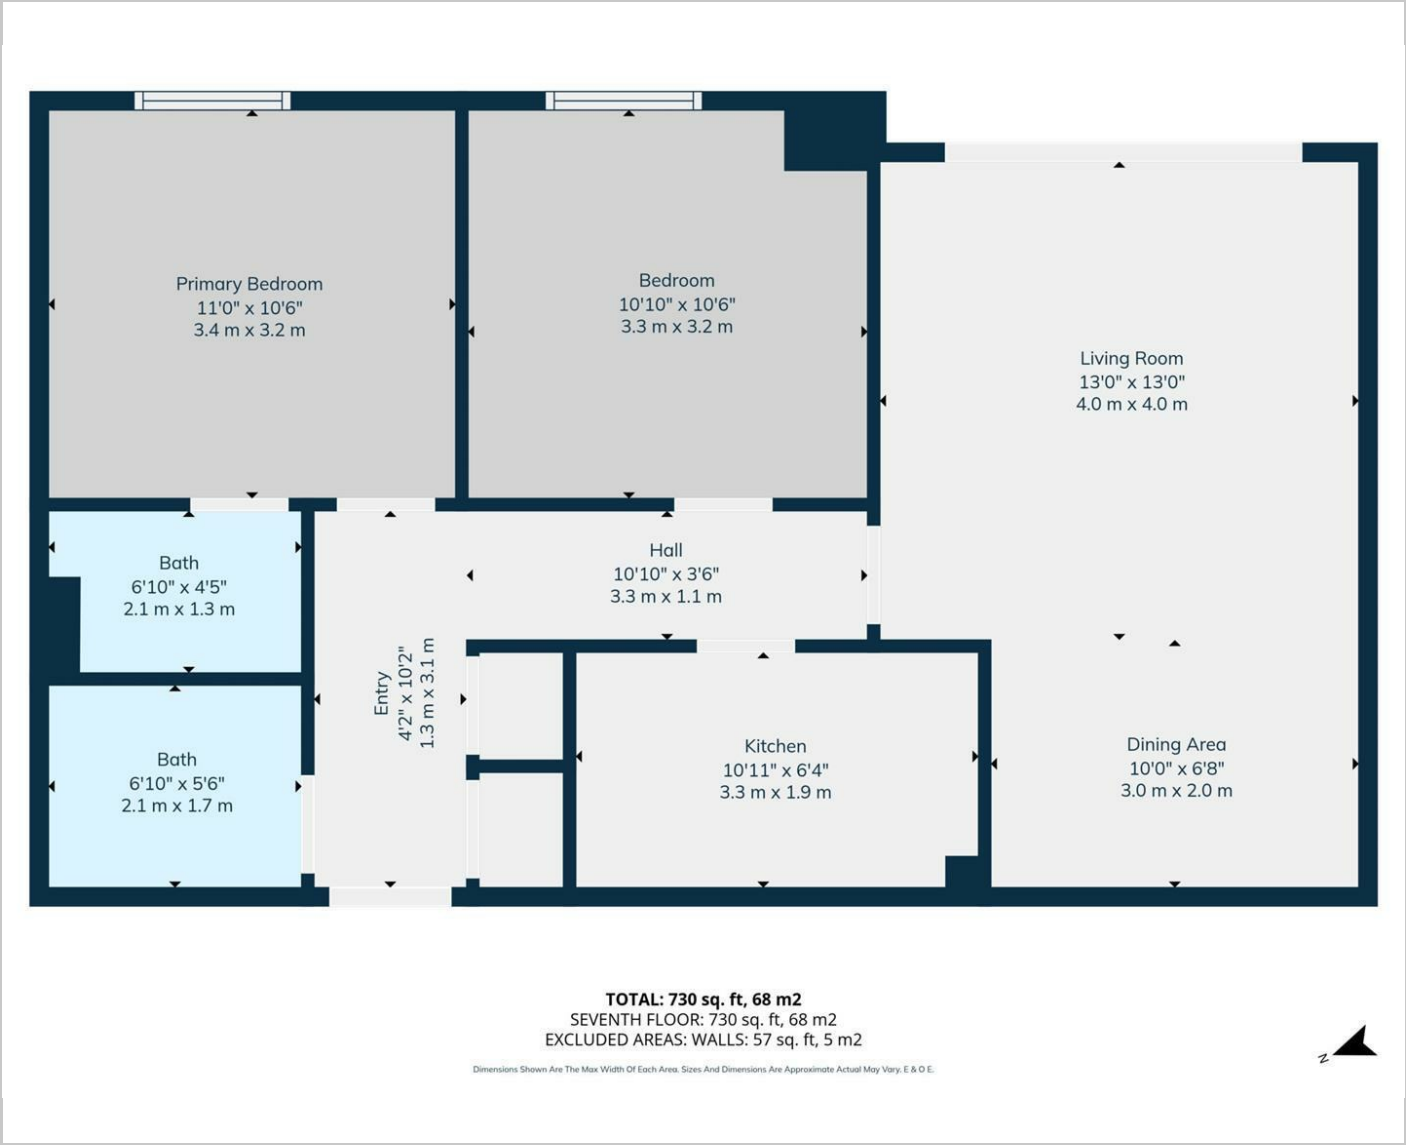 Primary Bedroom
11'0" x 10'6"
3.4 m x 3.2 m
Bedroom
10'10" x 10'6"
3.3 m x 3.2 m
Living Room
13'0" x 13'0"
4.0 m x 4.0 m
Bath
6'10" x 4'5"
2.1 m x 1.3 m
Hall
10'10" x 3'6"
3.3 m x 1.1 m
Entry
4'2" x 10'2"
1.3 m x 3.1 m
Bath
6'10" x 5'6"
2.1 m x 1.7 m
Kitchen
10'11" x 6'4"
3.3 m x 1.9 m
Dining Area
10'0" x 6'8"
3.0 m x 2.0 m
TOTAL: 730 sq. ft, 68 m2
SEVENTH FLOOR: 730 sq. ft, 68 m2
EXCLUDED AREAS: WALLS: 57 sq. ft, 5 m2
Dimensions Shown Are The Max Width Of Each Area. Sizes And Dimensions Are Approximate Actual May Vary. E & O E.
N